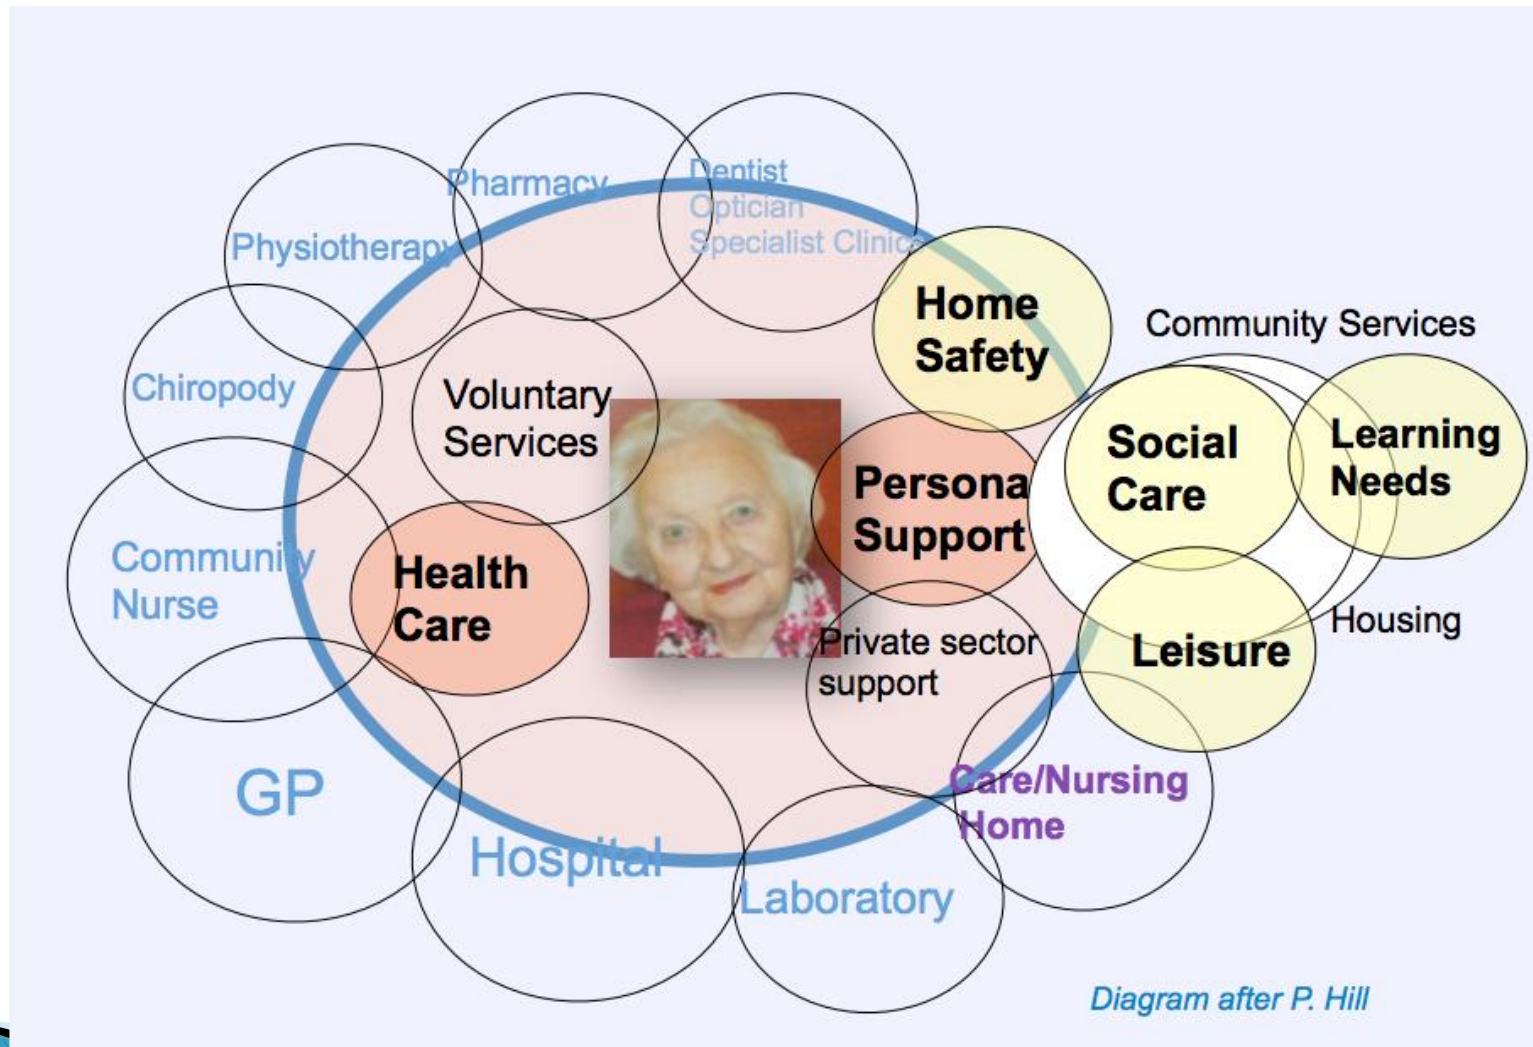 Pharmacy
Dentist
Optician
Specialist Clinics
Physiotherapy
Home
Safety
Community Services
Chiropody
Voluntary
Services
Social
Care
Learning
Needs
Persona
Support
Community
Nurse
Health
Care
Private sector
support
Leisure
Housing
GP
Care/Nursing
Home
Hospital
Laboratory
Diagram after P. Hill